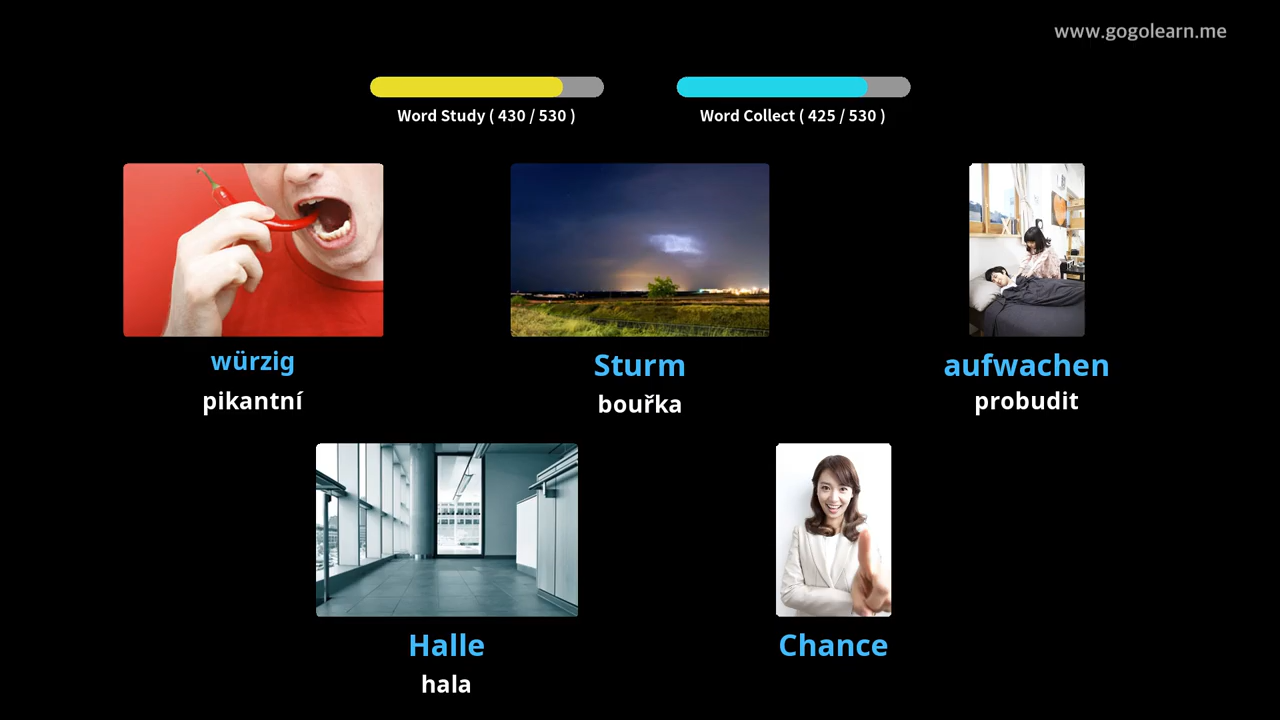 www.gogolearn.me
Word Study ( 430 / 530 )
Word Collect ( 425 / 530 )
würzig
pikantní
Sturm
bouřka
aufwachen
probudit
Halle
hala
Chance